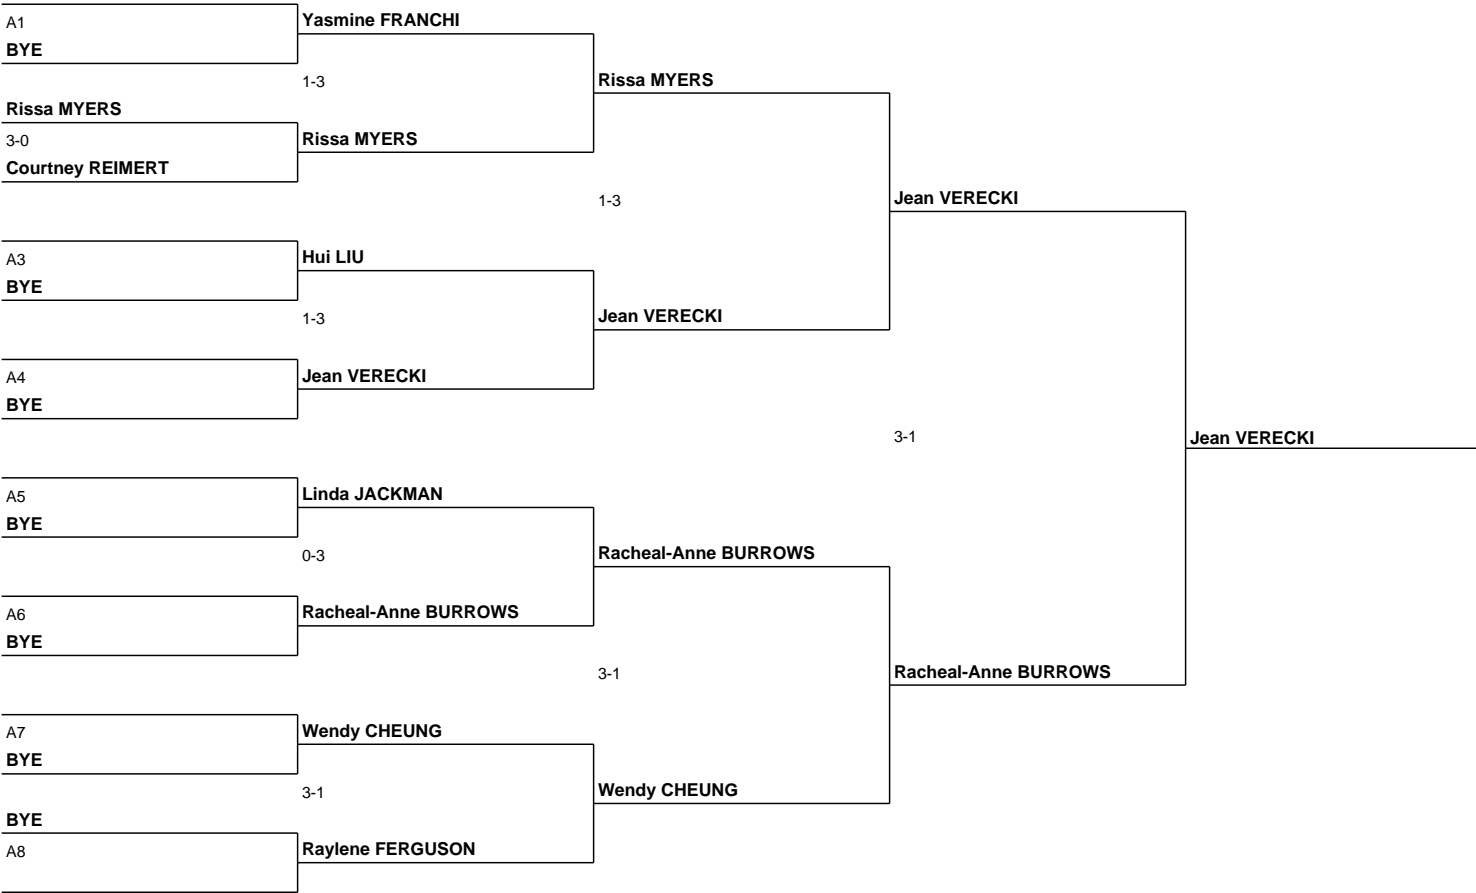 A1
BYE
Yasmine FRANCHI
1-3
Rissa MYERS
3-0
Courtney REIMERT
Rissa MYERS
Rissa MYERS
1-3
A3
BYE
Hui LIU
1-3
A4
BYE
Jean VERECKI
Jean VERECKI
Jean VERECKI
3-1
Jean VERECKI
A5
BYE
Linda JACKMAN
0-3
A6
BYE
Racheal-Anne BURROWS
Racheal-Anne BURROWS
3-1
Racheal-Anne BURROWS
A7
BYE
Wendy CHEUNG
3-1
BYE
A8
Raylene FERGUSON
Wendy CHEUNG